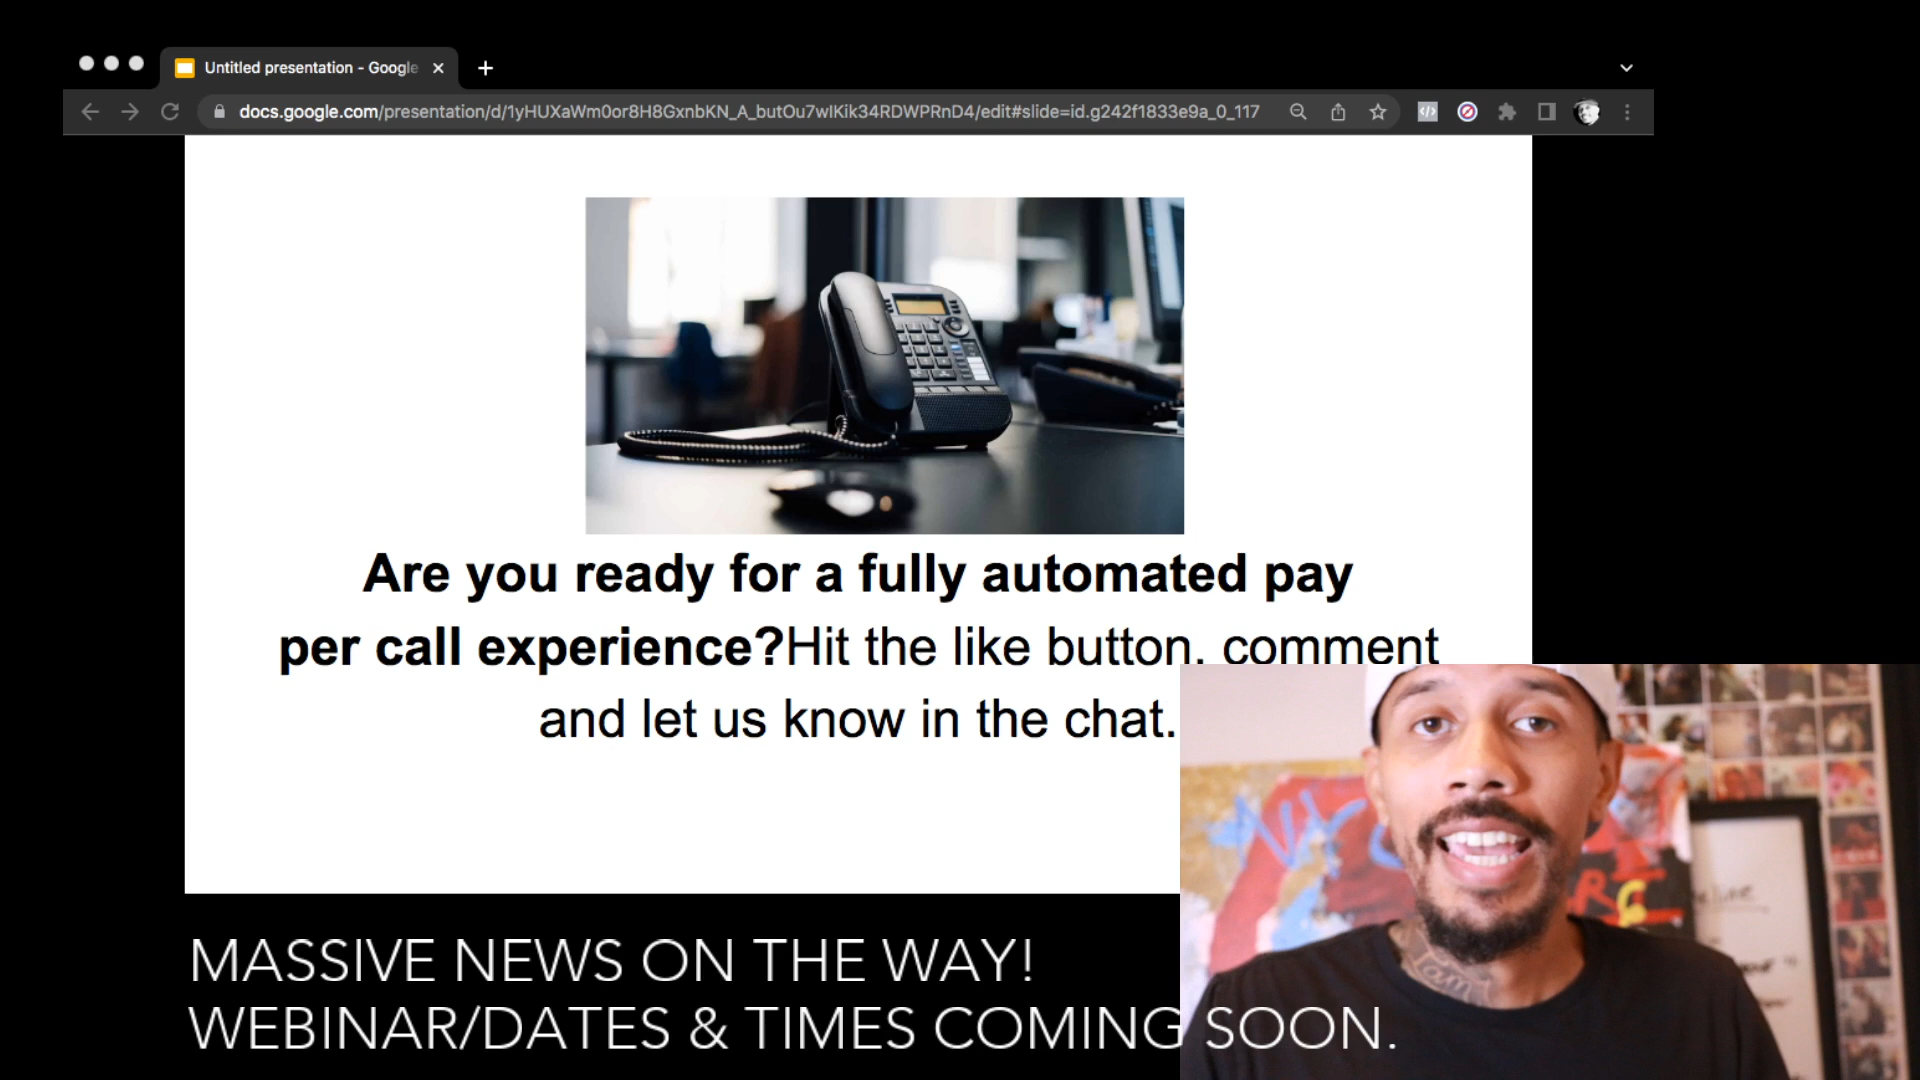 Untitled presentation - Google
docs.google.com/presentation/d/1yHUXaWm0or8H8GxnbKN_A_butOu7wIKik34RDWPRnD4/edit#slide=id.g242f1833e9a_0_117
Are you ready for a fully automated pay
per call experience?Hit the like button, comment
and let us know in the chat.
MASSIVE NEWS ON THE WAY!
WEBINAR/DATES & TIMES COMING SOON.